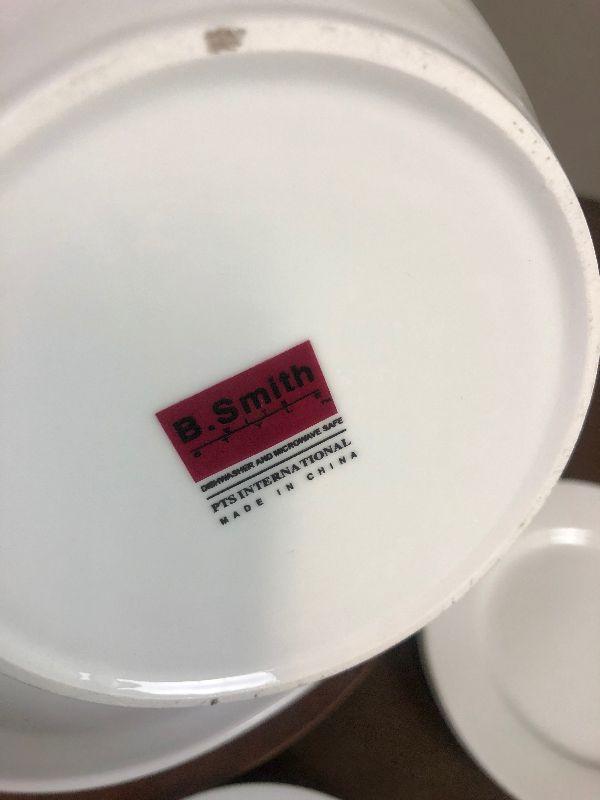 B.Smith
S T Y L E
DISHWASHER AND MICROWAVE SAFE
PTS INTERNATIONAL
MADE IN CHINA